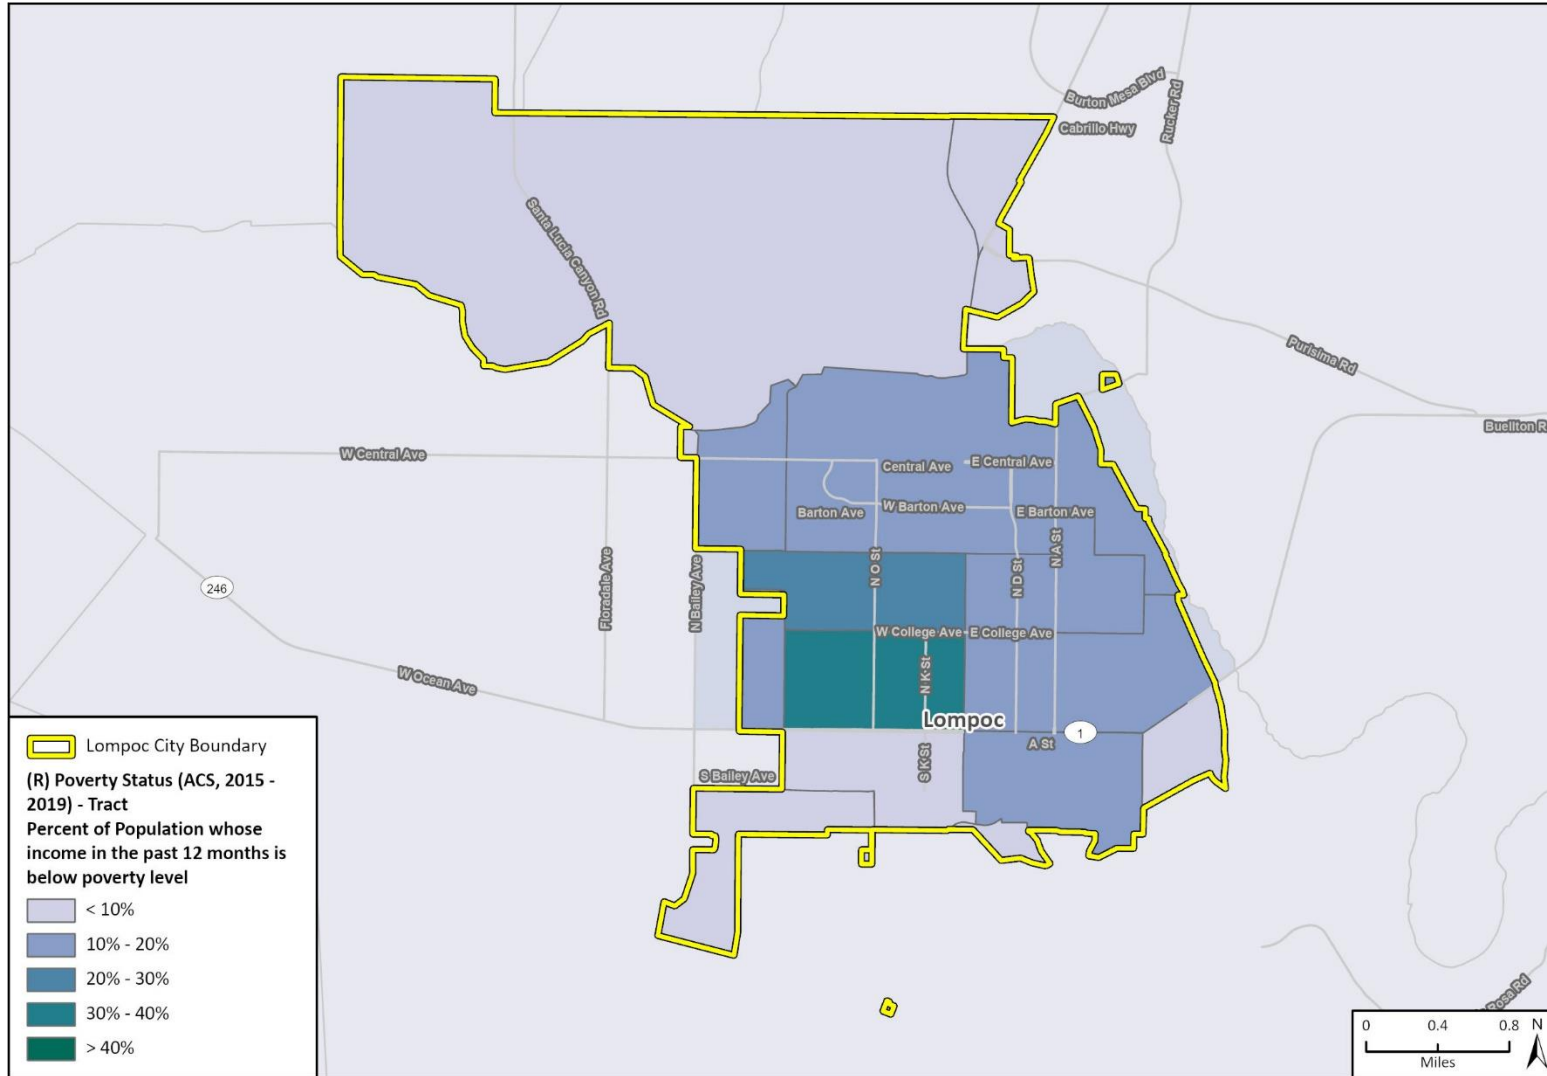 Burton Mesa Blvd
Rucker Rd
Cabrillo Hwy
Santa Lucia Canyon Rd
Purisima Rd
Buellton R
W Central Ave
Central Ave
E Central Ave
Barton Ave
W Barton Ave
E Barton Ave
N A St
N O St
N D St
246
Floradale Ave
N Bailey Ave
W College Ave
E College Ave
N K St
W Ocean Ave
Lompoc
1
A St
S K St
S Bailey Ave
Lompoc City Boundary
(R) Poverty Status (ACS, 2015 -
2019) - Tract
Percent of Population whose
income in the past 12 months is
below poverty level
< 10%
10% - 20%
20% - 30%
30% - 40%
> 40%
Rosa Rd
0 0.4 0.8
Miles
N